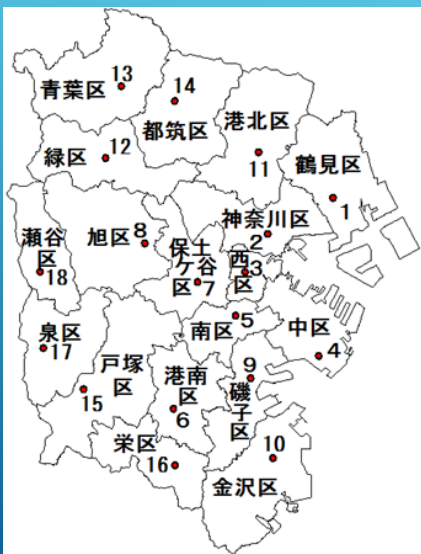 13
青葉区
14
都筑区
港北区
11
12
緑区
鶴見区
1
神奈川区
2
瀬谷
区
18
旭区
8
保土
ケ谷
区
7
西
区
3
南区
5
中区
4
泉区
17
戸塚
区
15
港南
区
6
9
磯
子
区
栄区
16
10
金沢区